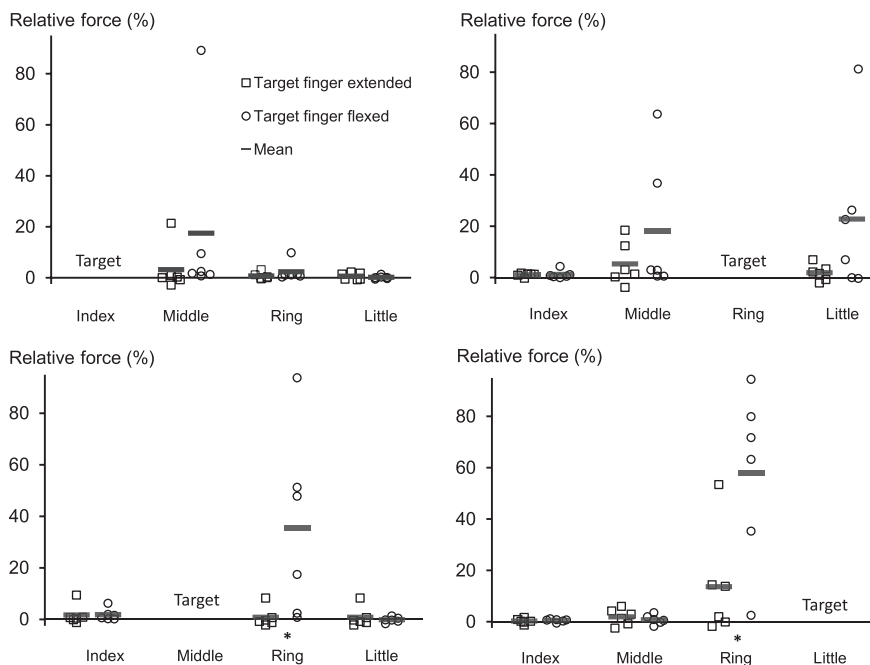 Relative force (%)
80
60
40
20
0
Target finger extended
Target finger flexed
Mean
Target
Index Middle Ring Little
Relative force (%)
80
60
40
20
0
Target
Index Middle Ring Little
Relative force (%)
80
60
40
20
0
Target
*
Index Middle Ring Little
Relative force (%)
80
60
40
20
0
Target
*
Index Middle Ring Little